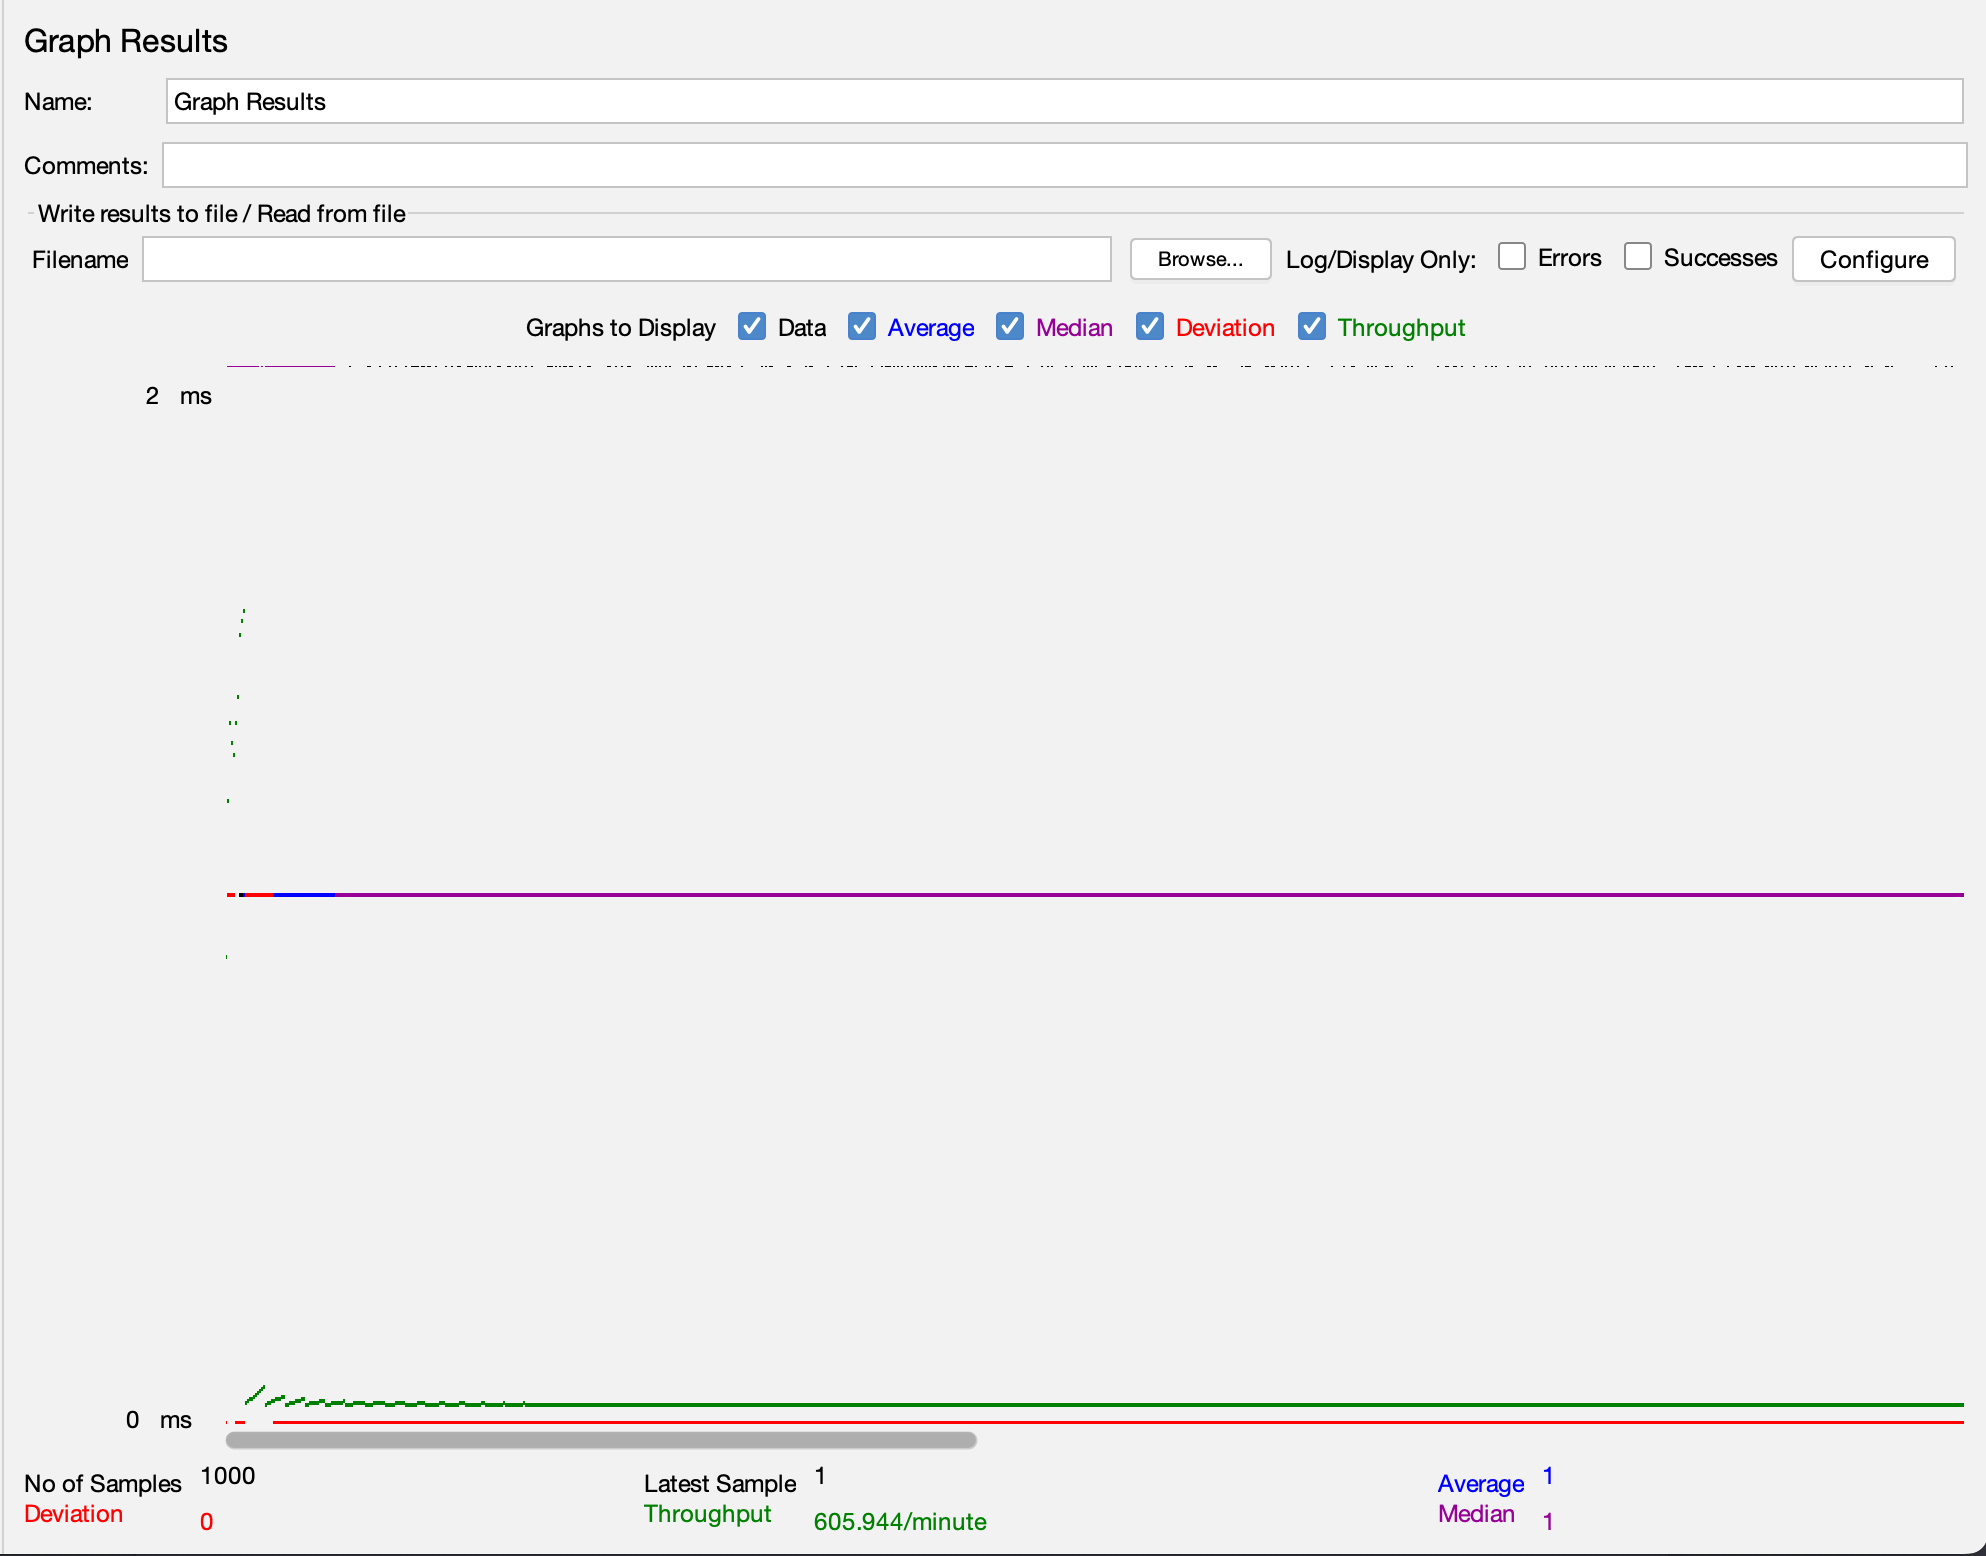 Graph Results
Name: Graph Results
Comments:
Write results to file / Read from file
Filename Browse... Log/Display Only: Errors Successes Configure
Graphs to Display Data Average Median Deviation Throughput
2 ms
0 ms
No of Samples 1000 Latest Sample 1 Average 1
Deviation 0 Throughput 605.944/minute Median 1